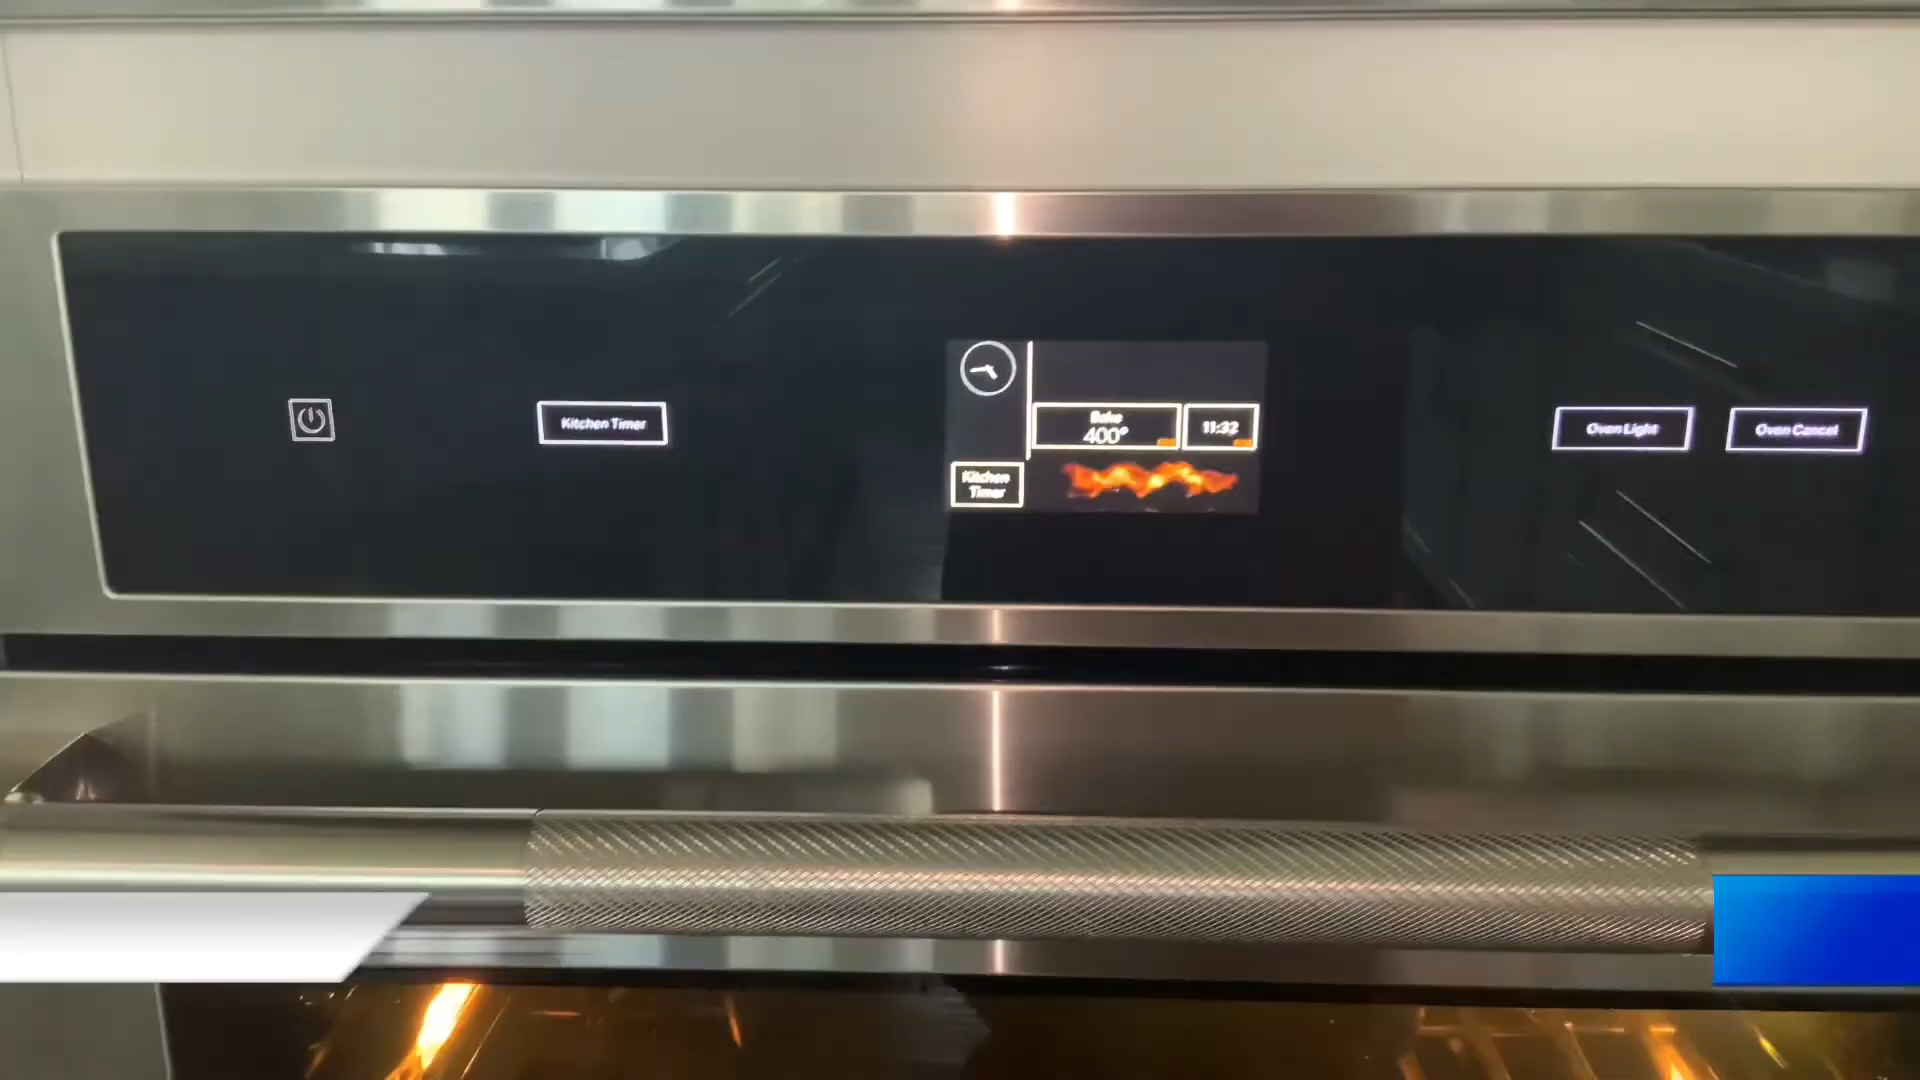 Kitchen Timer
Bake
400°
11:32
Kitchen
Timer
Oven Light
Oven Cancel